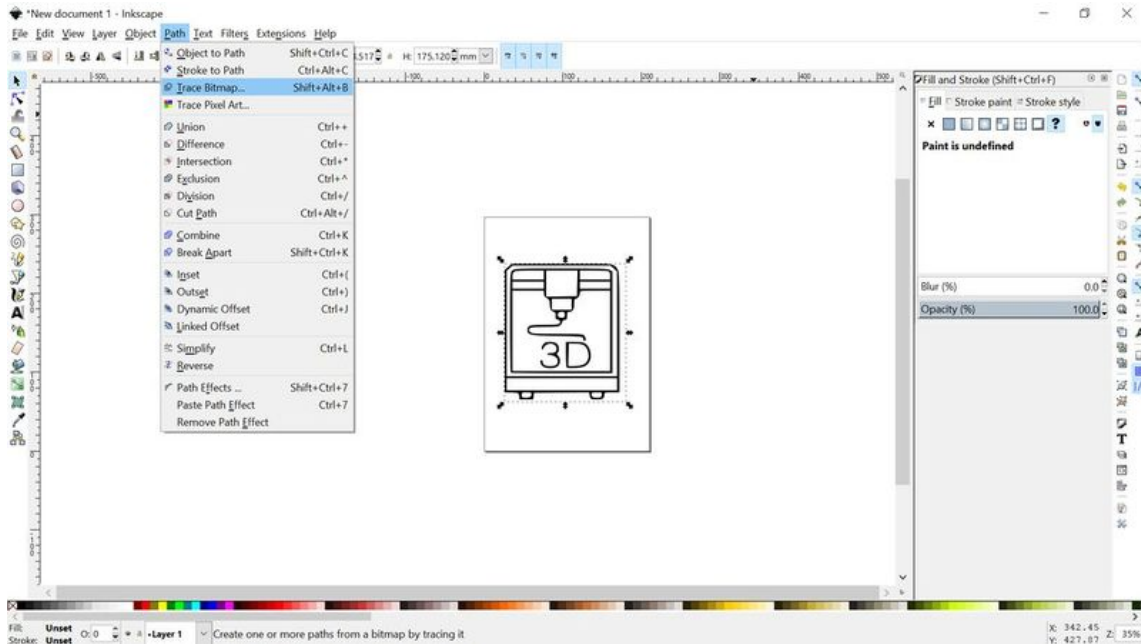 *New document 1 - Inkscape
File Edit View Layer Object Path Text Filters Extensions Help
H: 175.120 mm
Object to Path Shift+Ctrl+C
Stroke to Path Ctrl+Alt+C
Trace Bitmap... Shift+Alt+B
Trace Pixel Art...
Union Ctrl++
Difference Ctrl+-
Intersection Ctrl+*
Exclusion Ctrl+^
Division Ctrl+/
Cut Path Ctrl+Alt+/
Combine Ctrl+K
Break Apart Shift+Ctrl+K
Inset Ctrl+(
Outset Ctrl+)
Dynamic Offset Ctrl+J
Linked Offset
Simplify Ctrl+L
Reverse
Path Effects ... Shift+Ctrl+7
Paste Path Effect Ctrl+7
Remove Path Effect
3D
Fill and Stroke (Shift+Ctrl+F)
Fill Stroke paint Stroke style
Paint is undefined
Blur (%) 0.0
Opacity (%) 100.0
Fill: Unset
Stroke: Unset
O: 0
Layer 1
Create one or more paths from a bitmap by tracing it
X: 342.45
Y: 427.07
Z: